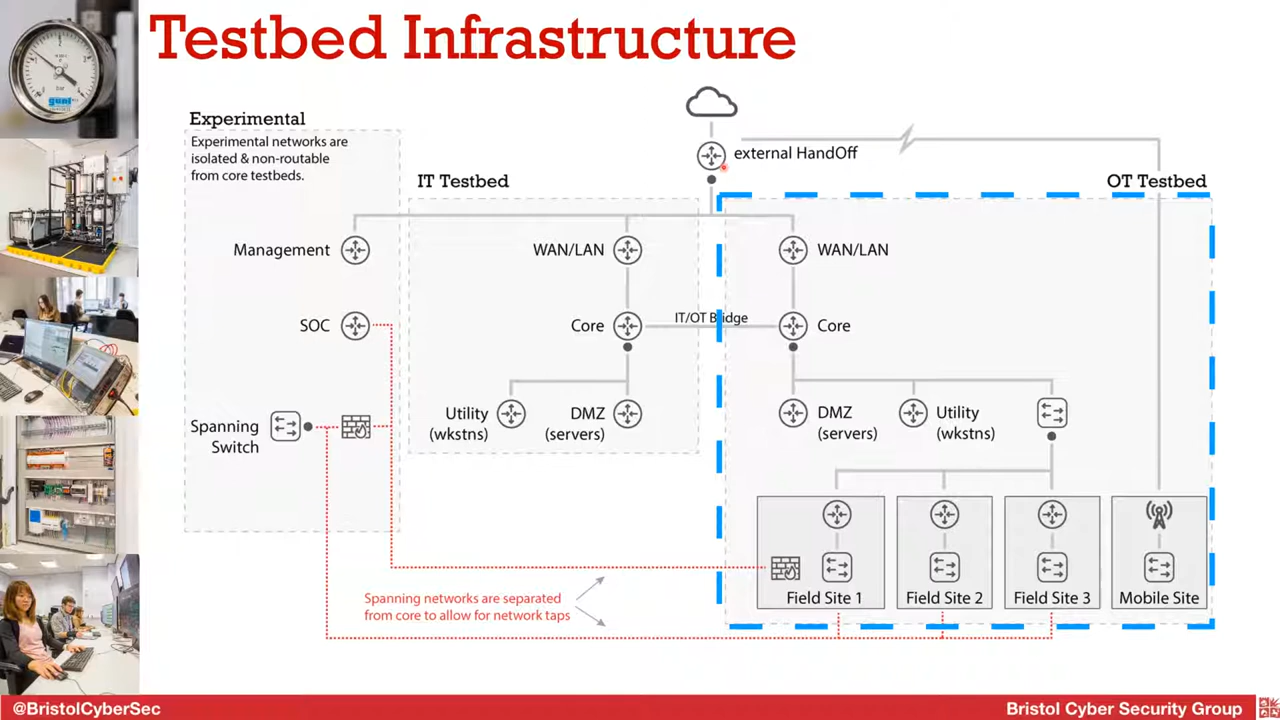 Testbed Infrastructure
Experimental
Experimental networks are
isolated & non-routable
from core testbeds.
external HandOff
IT Testbed
OT Testbed
Management
WAN/LAN
WAN/LAN
SOC
Core
IT/OT Bridge
Core
Spanning
Switch
Utility
(wkstns)
DMZ
(servers)
DMZ
(servers)
Utility
(wkstns)
Field Site 1
Field Site 2
Field Site 3
Mobile Site
Spanning networks are separated
from core to allow for network taps
bar
gunt
@BristolCyberSec
Bristol Cyber Security Group